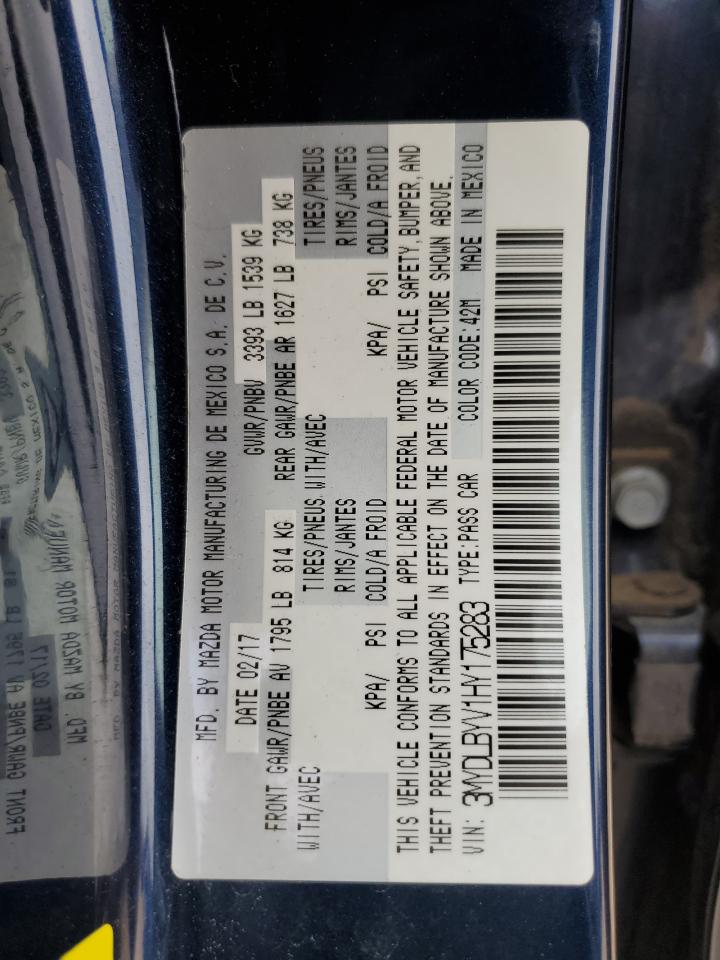 MFD. BY MAZDA MOTOR MANUFACTURING DE MEXICO S.A. DE C.V.
DATE 02/17 GVWR/PNBV 3393 LB 1539 KG
FRONT GAWR/PNBE AV 1795 LB 814 KG REAR GAWR/PNBE AR 1627 LB 738 KG
WITH/AVEC TIRES/PNEUS WITH/AVEC TIRES/PNEUS
RIMS/JANTES RIMS/JANTES
KPA/ PSI COLD/A FROID KPA/ PSI COLD/A FROID
THIS VEHICLE CONFORMS TO ALL APPLICABLE FEDERAL MOTOR VEHICLE SAFETY, BUMPER, AND
THEFT PREVENTION STANDARDS IN EFFECT ON THE DATE OF MANUFACTURE SHOWN ABOVE.
VIN: 3MYDLBYV1HY175283 TYPE:PASS CAR COLOR CODE:42M MADE IN MEXICO